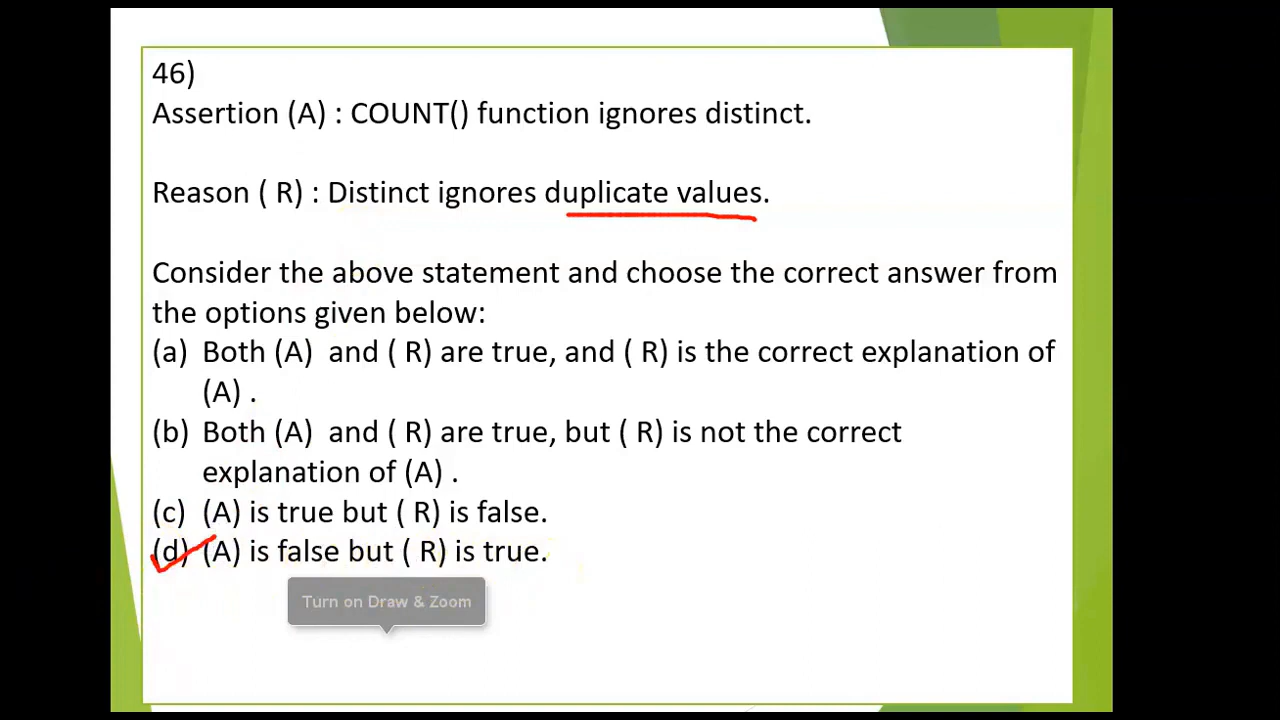 46)
Assertion (A) : COUNT() function ignores distinct.
Reason ( R) : Distinct ignores duplicate values.
Consider the above statement and choose the correct answer from
the options given below:
(a) Both (A) and ( R) are true, and ( R) is the correct explanation of
(A) .
(b) Both (A) and ( R) are true, but ( R) is not the correct
explanation of (A) .
(c) (A) is true but ( R) is false.
(d) (A) is false but ( R) is true.
Turn on Draw & Zoom